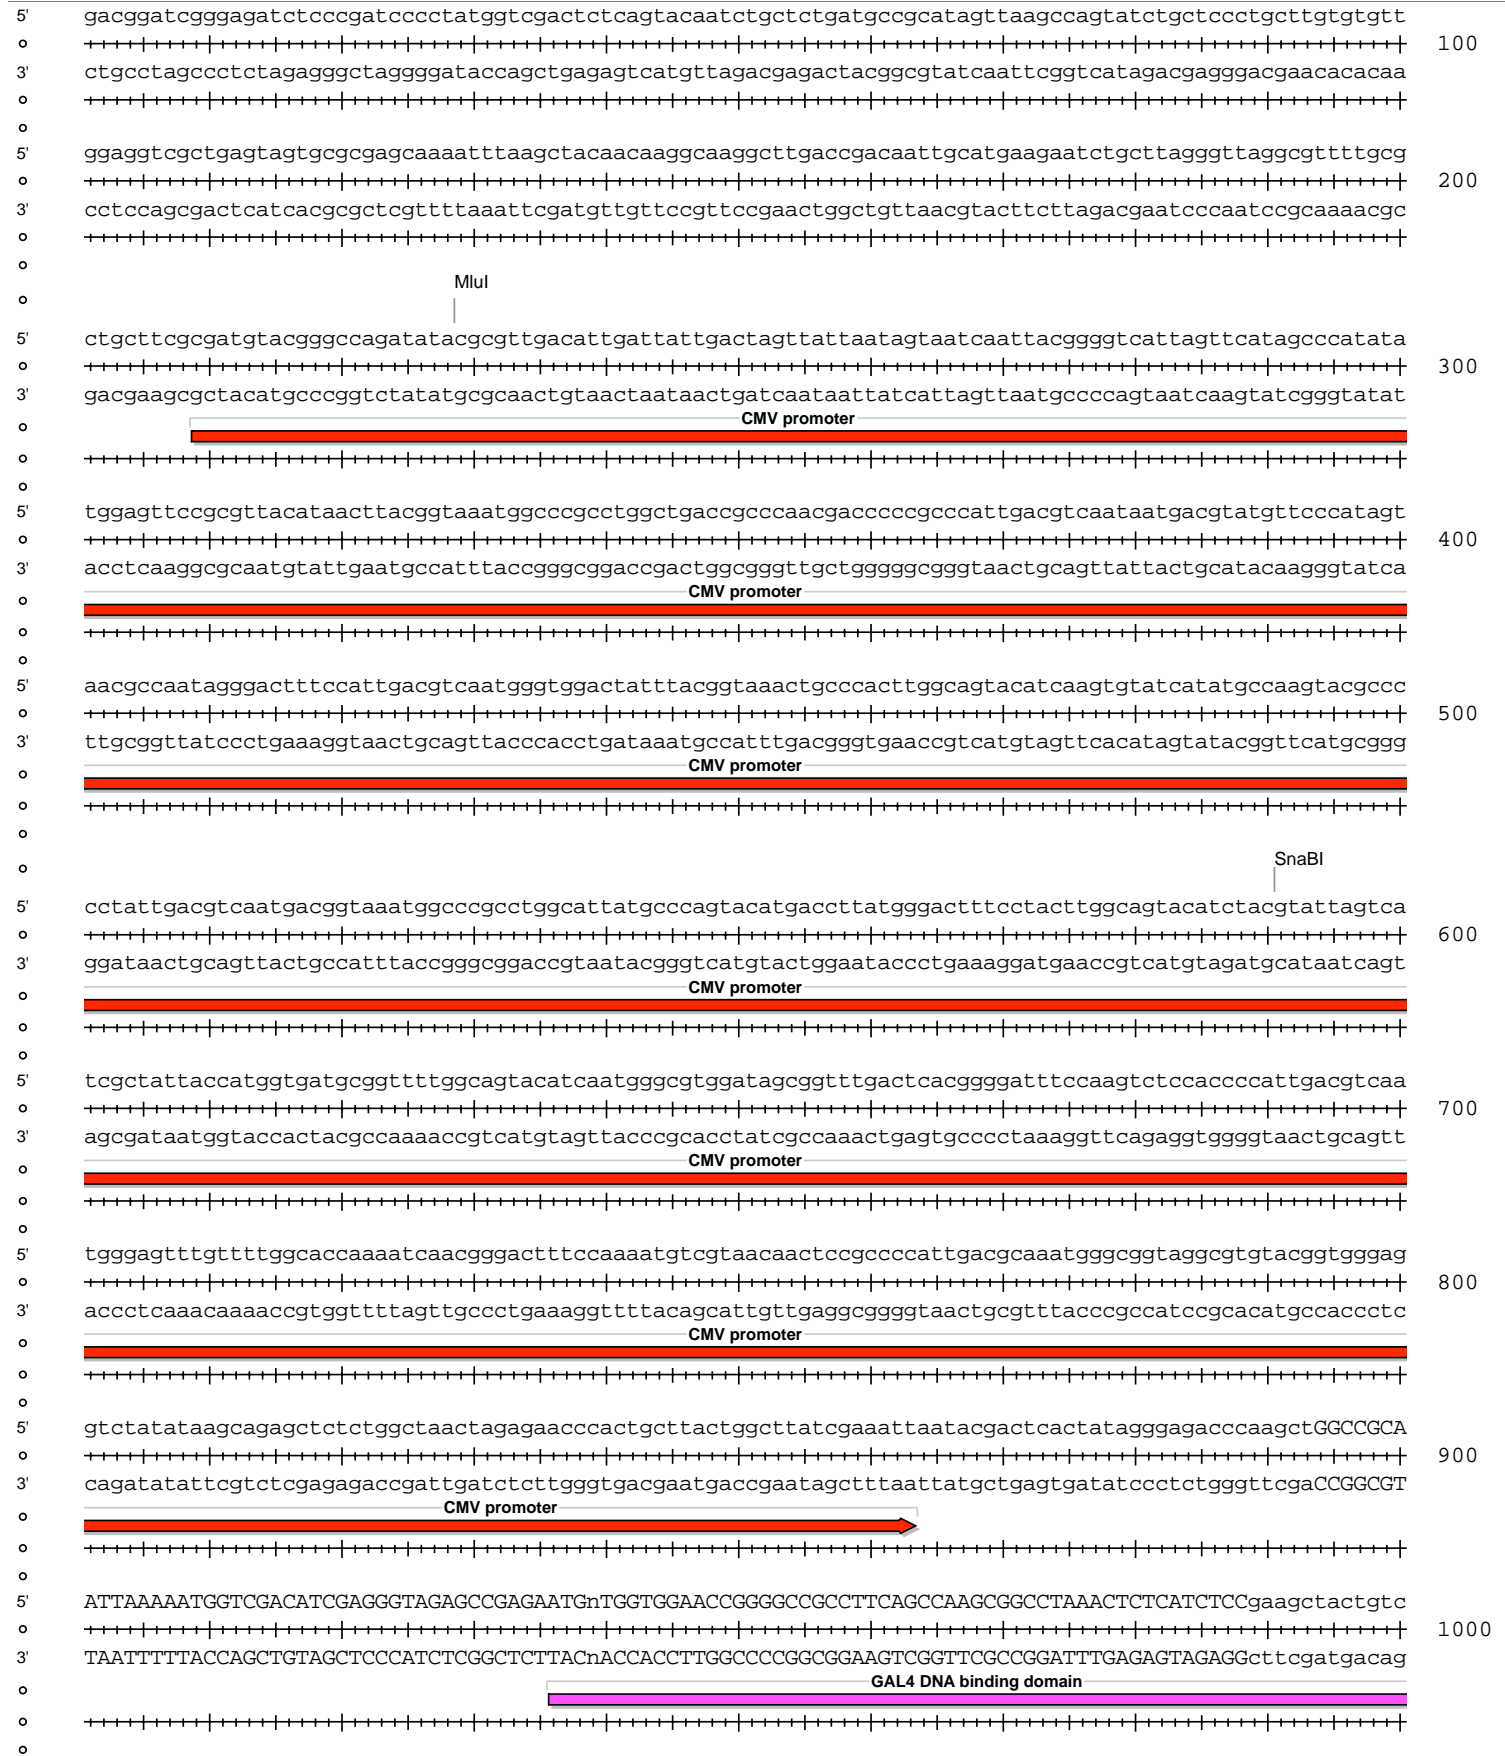 5' gacggatcgggagatctcccgatcccctatggtcgactctcagtacaatctgctctgatgccgcatagttaagccagtatctgctccctgcttgtgtgtt
100
3' ctgcctagccctctagagggctaggggataccagctgagagtcatgttagacgagactacggcgtatcaattcggtcatagacgagggacgaacacacaa
5' ggaggtcgctgagtagtgcgcgagcaaaatttaagctacaacaaggcaaggcttgaccgacaattgcatgaagaatctgcttagggttaggcgttttgcg
200
3' cctccagcgactcatcacgcgctcgttttaaattcgatgttgttccgttccgaactggctgttaacgtacttcttagacgaatcccaatccgcaaaacgc
MluI
5' ctgcttcgcgatgtacgggccagatatacgcgttgacattgattattgactagttattaatagtaatcaattacggggtcattagttcatagcccatata
300
3' gacgaagcgctacatgcccggtctatatgcgcaactgtaactaataactgatcaataattatcattagttaatgccccagtaatcaagtatcgggtatat
CMV promoter
5' tggagttccgcgttacataacttacggtaaatggcccgcctggctgaccgcccaacgacccccgcccattgacgtcaataatgacgtatgttcccatagt
400
3' acctcaaggcgcaatgtattgaatgccatttaccgggcggaccgactggcgggttgctgggggcgggtaactgcagttattactgcatacaagggtatca
CMV promoter
5' aacgccaatagggactttccattgacgtcaatgggtggactatttacggtaaactgcccacttggcagtacatcaagtgtatcatatgccaagtacgccc
500
3' ttgcggttatccctgaaaggtaactgcagttacccacctgataaatgccatttgacgggtgaaccgtcatgtagttcacatagtatacggttcatgcggg
CMV promoter
SnaBI
5' cctattgacgtcaatgacggtaaatggcccgcctggcattatgcccagtacatgaccttatgggactttcctacttggcagtacatctacgtattagtca
600
3' ggataactgcagttactgccatttaccgggcggaccgtaatacgggtcatgtactggaataccctgaaaggatgaaccgtcatgtagatgcataatcagt
CMV promoter
5' tcgctattaccatggtgatgcggttttggcagtacatcaatgggcgtggatagcggtttgactcacggggatttccaagtctccaccccattgacgtcaa
700
3' agcgataatggtaccactacgccaaaaccgtcatgtagttacccgcacctatcgccaaactgagtgcccctaaaggttcagaggtggggtaactgcagtt
CMV promoter
5' tgggagtttgttttggcaccaaaatcaacgggactttccaaaatgtcgtaacaactccgccccattgacgcaaatgggcggtaggcgtgtacggtgggag
800
3' accctcaaacaaaaccgtggttttagttgccctgaaaggttttacagcattgttgaggcggggtaactgcgtttacccgccatccgcacatgccaccctc
CMV promoter
5' gtctatataagcagagctctctggctaactagagaacccactgcttactggcttatcgaaattaatacgactcactatagggagacccaagctGGCCGCA
900
3' cagatatattcgtctcgagagaccgattgatctcttgggtgacgaatgaccgaatagctttaattatgctgagtgatatccctctgggttcgaCCGGCGT
CMV promoter
5' ATTAAAAATGGTCGACATCGAGGGTAGAGCCGAGAATGnTGGTGGAACCGGGGCCGCCTTCAGCCAAGCGGCCTAAACTCTCATCTCCgaagctactgtc
1000
3' TAATTTTTACCAGCTGTAGCTCCCATCTCGGCTCTTACnACCACCTTGGCCCCGGCGGAAGTCGGTTCGCCGGATTTGAGAGTAGAGGcttcgatgacag
GAL4 DNA binding domain